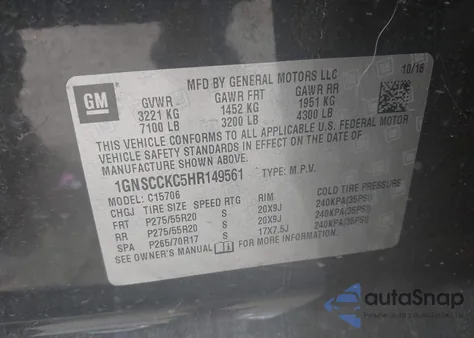 MFD BY GENERAL MOTORS LLC
10/16
GM
GVWR GAWR FRT GAWR RR
3221 KG 1452 KG 1951 KG
7100 LB 3200 LB 4300 LB
THIS VEHICLE CONFORMS TO ALL APPLICABLE U.S. FEDERAL MOTOR
VEHICLE SAFETY STANDARDS IN EFFECT ON THE DATE OF
MANUFACTURE SHOWN ABOVE.
1GNSCCKC5HR149561 TYPE: M.P.V.
MODEL: C15706
CHGJ TIRE SIZE SPEED RTG RIM COLD TIRE PRESSURE
FRT P275/55R20 S 20X9J 240KPA(35PSI)
RR P275/55R20 S 20X9J 240KPA(35PSI)
SPA P265/70R17 S 17X7.5J 240KPA(35PSI)
SEE OWNER'S MANUAL FOR MORE INFORMATION.
autoSnap
Powered by CarsFromWest